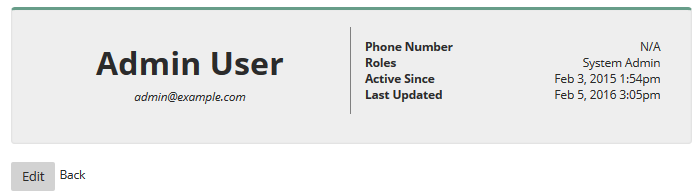 Admin User
admin@example.com
Phone Number N/A
Roles System Admin
Active Since Feb 3, 2015 1:54pm
Last Updated Feb 5, 2016 3:05pm
Edit Back